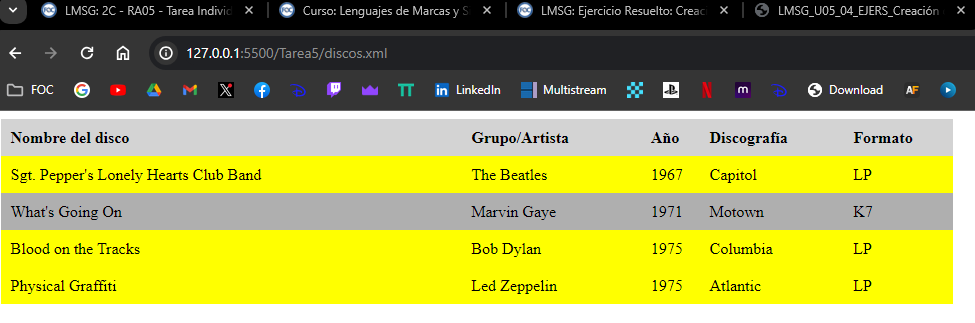 LMSG: 2C - RA05 - Tarea Individ
Curso: Lenguajes de Marcas y S
LMSG: Ejercicio Resuelto: Creac
LMSG_U05_04_EJERS_Creación
127.0.0.1:5500/Tarea5/discos.xml
FOC LinkedIn Multistream Download AF
Nombre del disco Grupo/Artista Año Discografía Formato
Sgt. Pepper's Lonely Hearts Club Band The Beatles 1967 Capitol LP
What's Going On Marvin Gaye 1971 Motown K7
Blood on the Tracks Bob Dylan 1975 Columbia LP
Physical Graffiti Led Zeppelin 1975 Atlantic LP